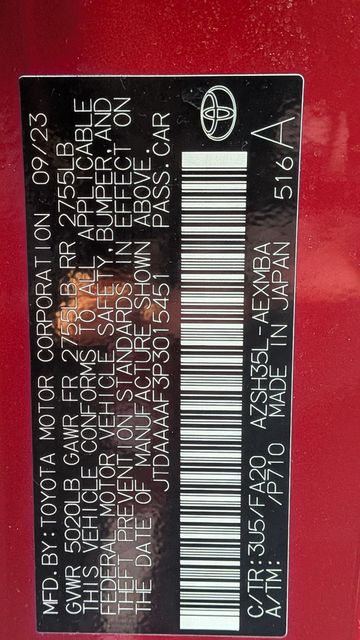 MFD.BY:TOYOTA MOTOR CORPORATION 09/23
GVWR 5020LB GAWR FR 2755LB RR 2755LB
THIS VEHICLE CONFORMS TO ALL APPLICABLE
FEDERAL MOTOR VEHICLE SAFETY,BUMPER,AND
THEFT PREVENTION STANDARDS IN EFFECT ON
THE DATE OF MANUFACTURE SHOWN ABOVE.
JTDAAAAF3P3015451 PASS.CAR
C/TR:3U5/FA20 AZSH35L-AEXMBA
A/TM: /P710 MADE IN JAPAN 516 A